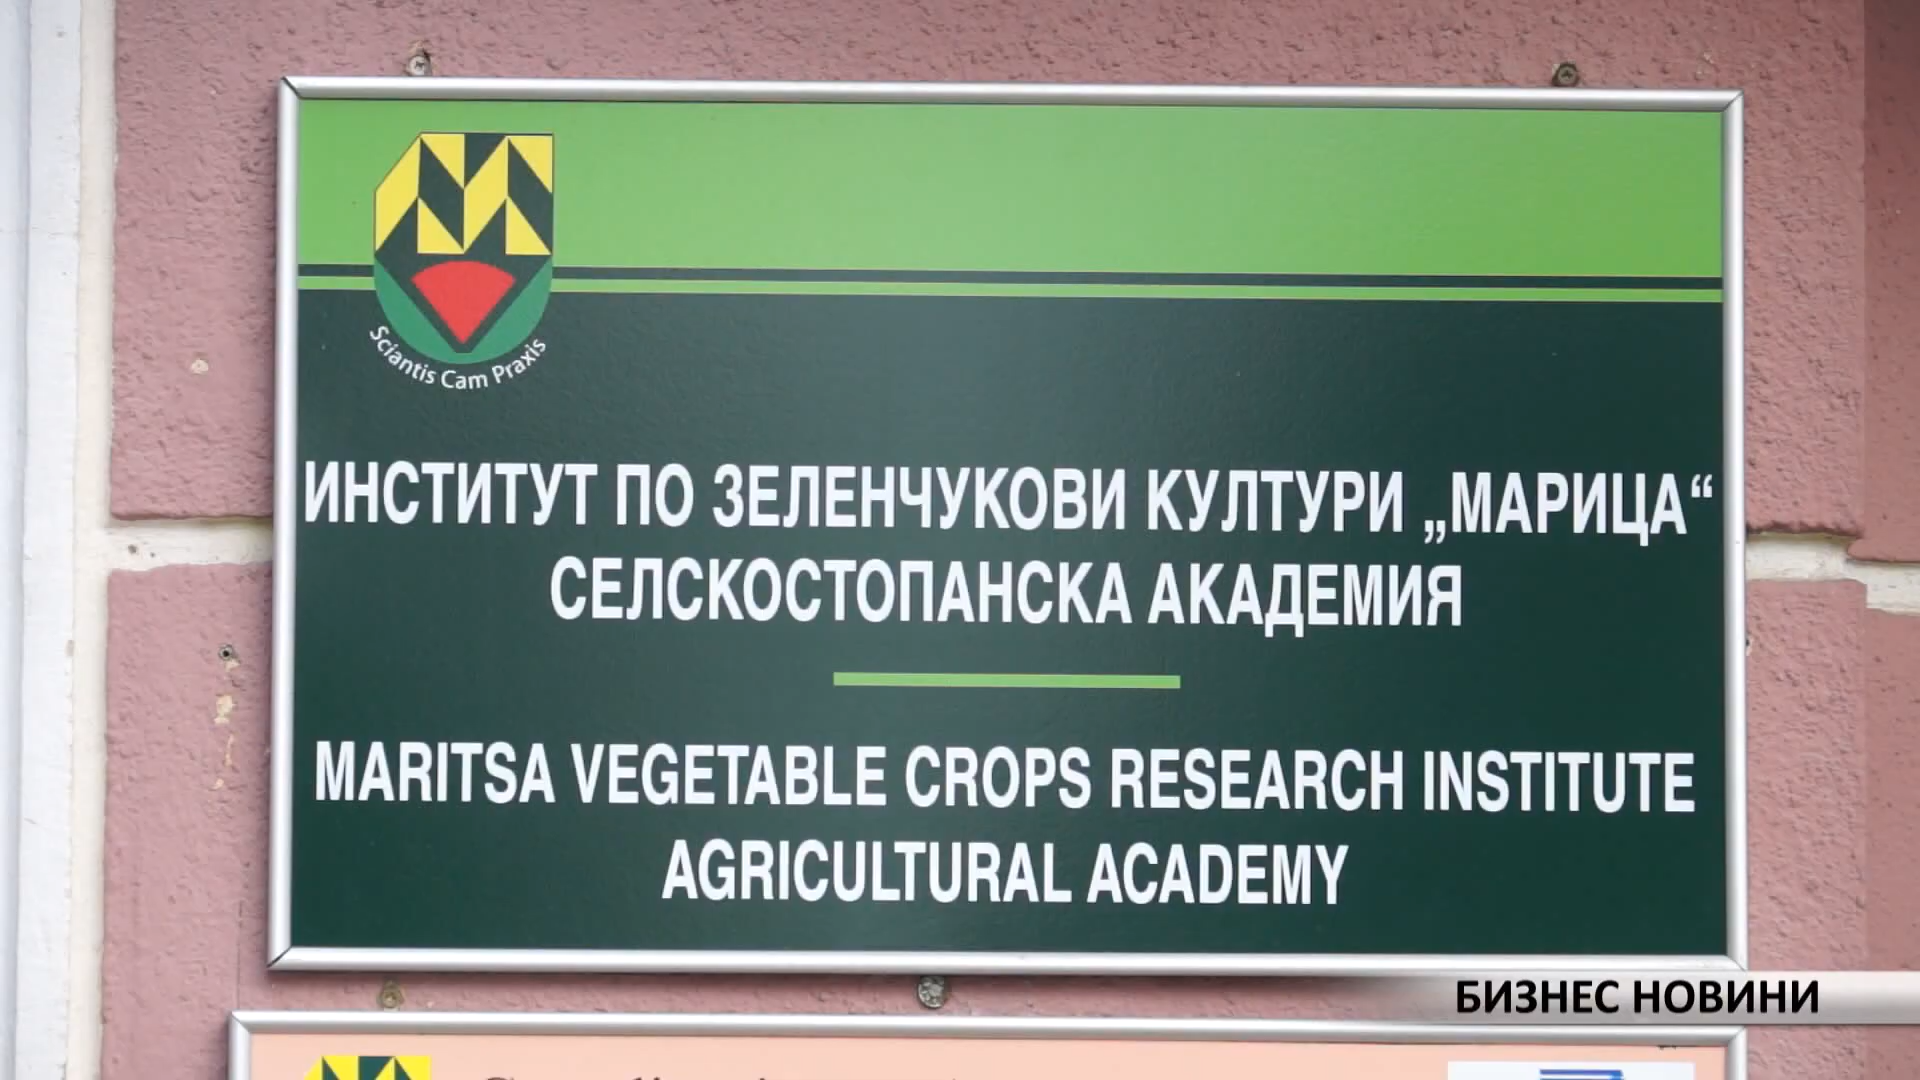 Sciantis Cam Praxis
ИНСТИТУТ ПО ЗЕЛЕНЧУКОВИ КУЛТУРИ „МАРИЦА“
СЕЛСКОСТОПАНСКА АКАДЕМИЯ
MARITSA VEGETABLE CROPS RESEARCH INSTITUTE
AGRICULTURAL ACADEMY
БИЗНЕС НОВИНИ